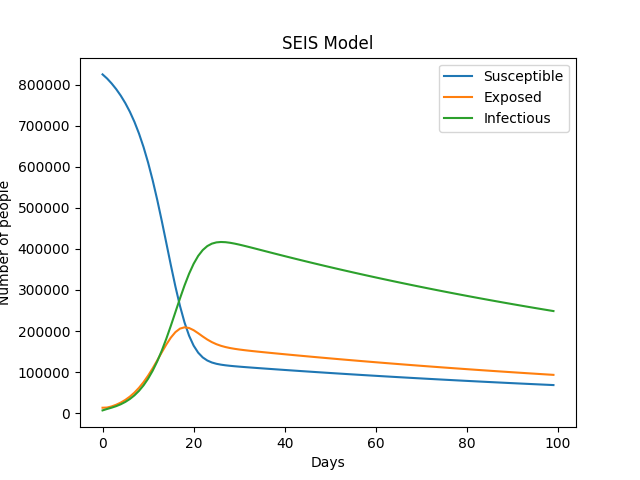 SEIS Model
Number of people
800000
700000
600000
500000
400000
300000
200000
100000
0
0 20 40 60 80 100
Days
Susceptible
Exposed
Infectious